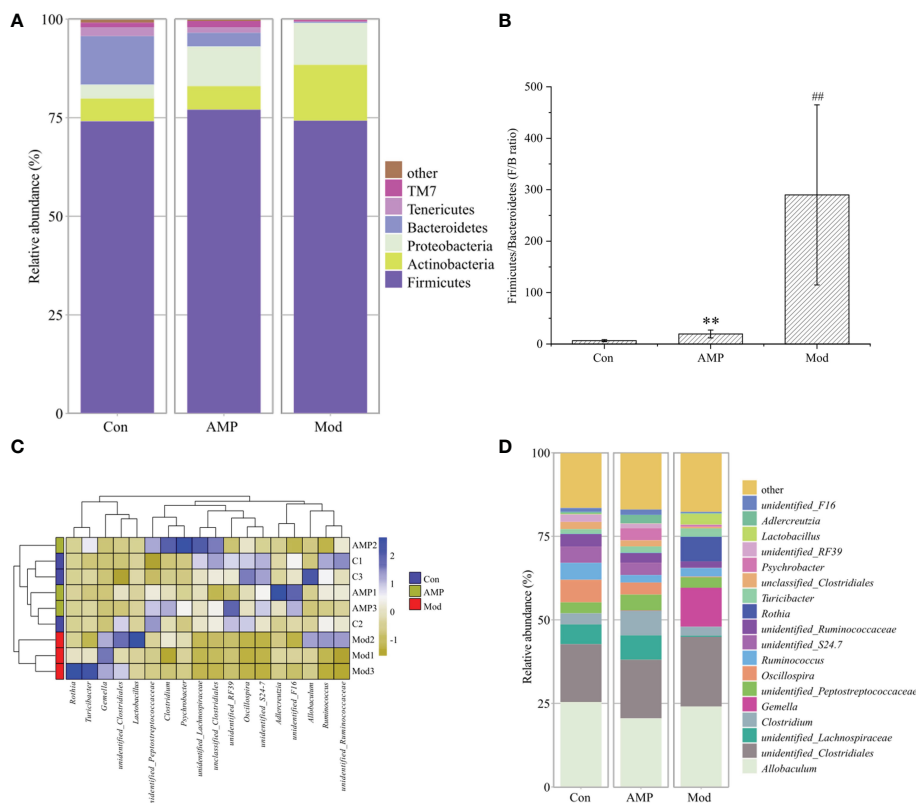 A
Relative abundance (%)
100
75
50
25
0
Con
AMP
Mod
other
TM7
Tenericutes
Bacteroidetes
Proteobacteria
Actinobacteria
Firmicutes
B
Frimicutes/Bacteroidetes (F/B ratio)
500
400
300
200
100
0
**
##
Con
AMP
Mod
C
AMP2
C1
C3
AMP1
AMP3
C2
Mod2
Mod1
Mod3
2
1
0
-1
Con
AMP
Mod
Rothia
Turicibacter
Gemella
unidentified_Clostridiales
Lactobacillus
nidentified_Peptostreptococcaceae
Clostridium
Psychrobacter
unidentified_Lachnospiraceae
unclassified_Clostridiales
unidentified_RF39
Oscillospira
unidentified_S24-7
Adlercreutzia
unidentified_F16
Allobaculum
Ruminococcus
unidentified_Ruminococcaceae
D
Relative abundance (%)
100
75
50
25
0
Con
AMP
Mod
other
unidentified_F16
Adlercreutzia
Lactobacillus
unidentified_RF39
Psychrobacter
unclassified_Clostridiales
Turicibacter
Rothia
unidentified_Ruminococcaceae
unidentified_S24.7
Ruminococcus
Oscillospira
unidentified_Peptostreptococcaceae
Gemella
Clostridium
unidentified_Lachnospiraceae
unidentified_Clostridiales
Allobaculum